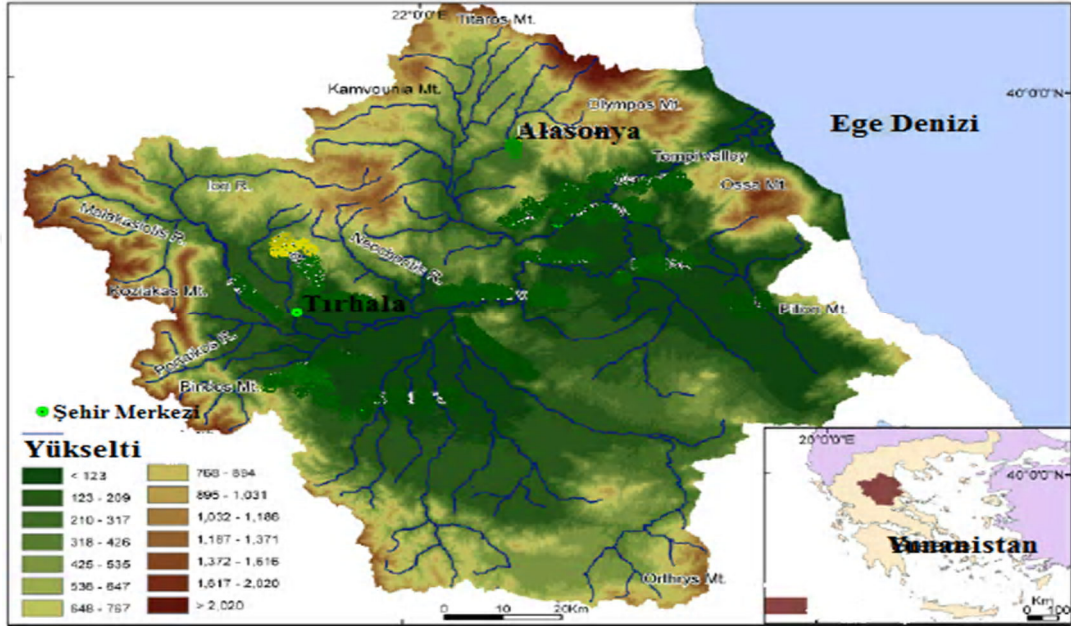 22°0'0"E
Titaros Mt.
Kamvounia Mt.
40°0'0"N
Olympos Mt.
Alasonya
Ege Denizi
Tempi valley
Ion R.
Ossa Mt.
Malakasiotis R.
Neochoritis R.
Koziakas Mt.
Tırhala
Pilion Mt.
Portaikos R.
Pindos Mt.
Şehir Merkezi
Yükselti
< 123
123 - 209
210 - 317
318 - 426
425 - 535
536 - 647
648 - 767
768 - 894
895 - 1,031
1,032 - 1,186
1,187 - 1,371
1,372 - 1,616
1,617 - 2,020
> 2,020
Orthrys Mt.
0 10 20Km
20°0'0"E
40°0'0"N
Yunanistan
Km
0 100